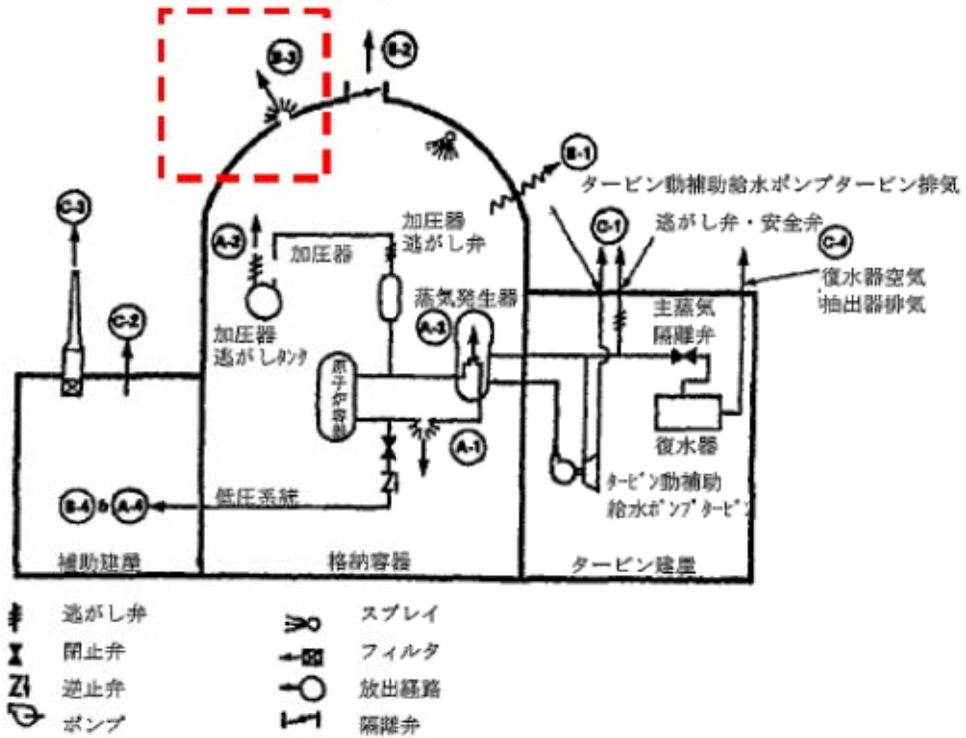 B-3
B-2
B-1
タービン動補助給水ポンプタービン排気
C-3
A-2
加圧器
加圧器
逃がし弁
C-1
逃がし弁・安全弁
C-4
復水器空気
抽出器排気
C-2
加圧器
逃がしタンク
蒸気発生器
A-3
主蒸気
隔離弁
原子炉容器
A-1
復水器
B-4 & A-4
低圧系統
タービン動補助
給水ポンプタービン
補助建屋
格納容器
タービン建屋
逃がし弁
スプレイ
閉止弁
フィルタ
逆止弁
放出経路
ポンプ
隔離弁